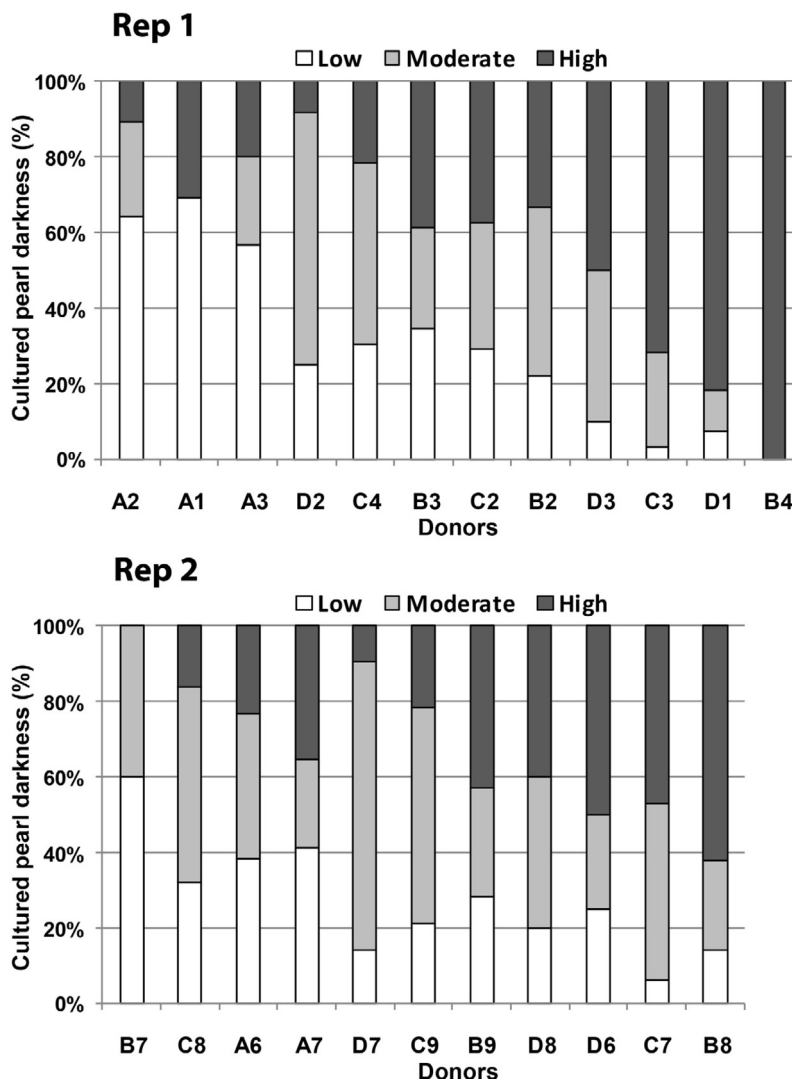 Rep 1
Low Moderate High
Cultured pearl darkness (%)
100%
80%
60%
40%
20%
0%
A2 A1 A3 D2 C4 B3 C2 B2 D3 C3 D1 B4
Donors
Rep 2
Low Moderate High
Cultured pearl darkness (%)
100%
80%
60%
40%
20%
0%
B7 C8 A6 A7 D7 C9 B9 D8 D6 C7 B8
Donors